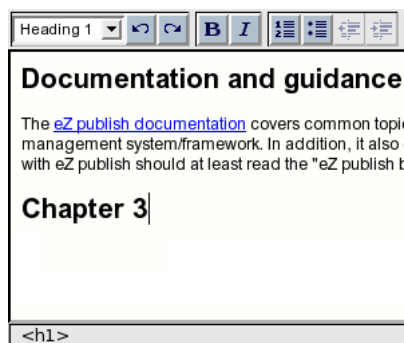 Heading 1 B I
Documentation and guidance
The eZ publish documentation covers common topi
management system/framework. In addition, it also
with eZ publish should at least read the "eZ publish b
Chapter 3
<h1>